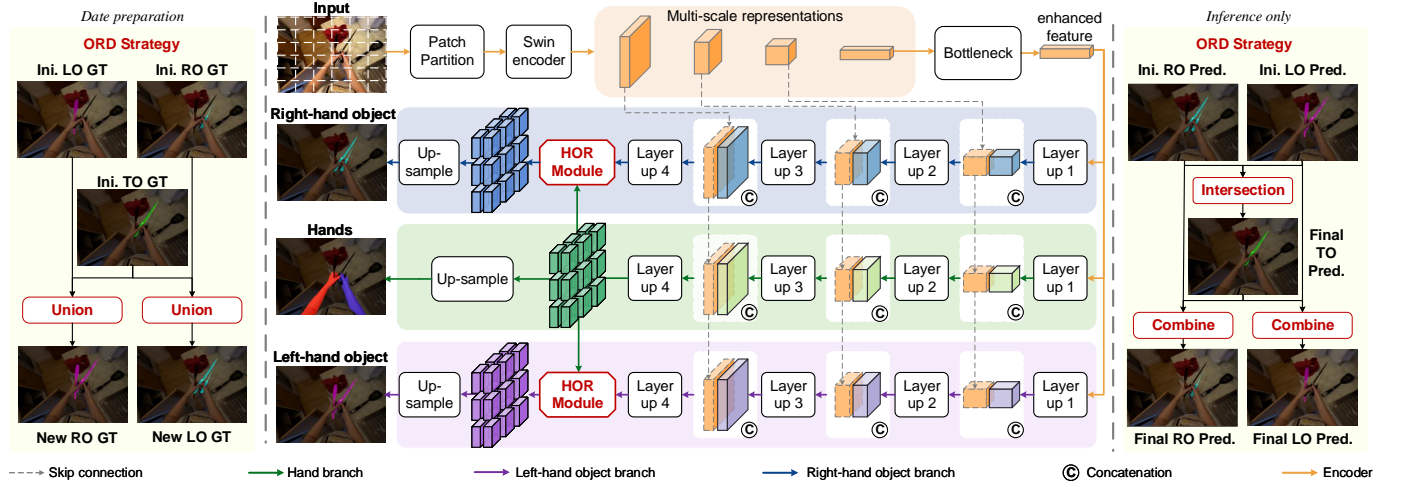 Date preparation
ORD Strategy
Ini. LO GT
Ini. RO GT
Ini. TO GT
Union
Union
New RO GT
New LO GT
Input
Patch
Partition
Swin
encoder
Multi-scale representations
Bottleneck
enhanced
feature
Right-hand object
Up-
sample
HOR
Module
Layer
up 4
C
Layer
up 3
C
Layer
up 2
C
Layer
up 1
Hands
Up-sample
Layer
up 4
C
Layer
up 3
C
Layer
up 2
C
Layer
up 1
Left-hand object
Up-
sample
HOR
Module
Layer
up 4
C
Layer
up 3
C
Layer
up 2
C
Layer
up 1
Inference only
ORD Strategy
Ini. RO Pred.
Ini. LO Pred.
Intersection
Final
TO
Pred.
Combine
Combine
Final RO Pred.
Final LO Pred.
Skip connection
Hand branch
Left-hand object branch
Right-hand object branch
C Concatenation
Encoder